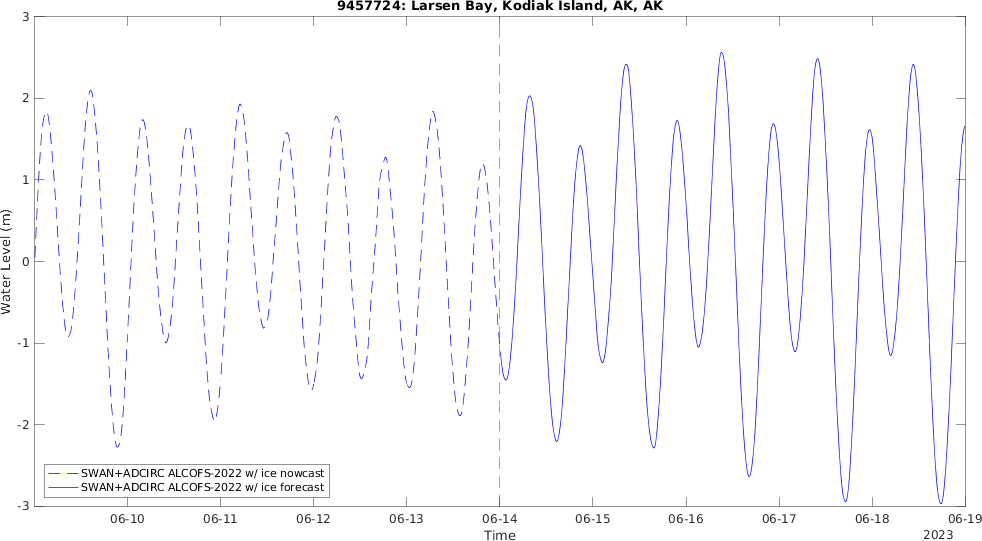 9457724: Larsen Bay, Kodiak Island, AK, AK
3
2
1
0
-1
-2
-3
Water Level (m)
SWAN+ADCIRC ALCOFS-2022 w/ ice nowcast
SWAN+ADCIRC ALCOFS-2022 w/ ice forecast
06-10 06-11 06-12 06-13 06-14 06-15 06-16 06-17 06-18 06-19
Time
2023